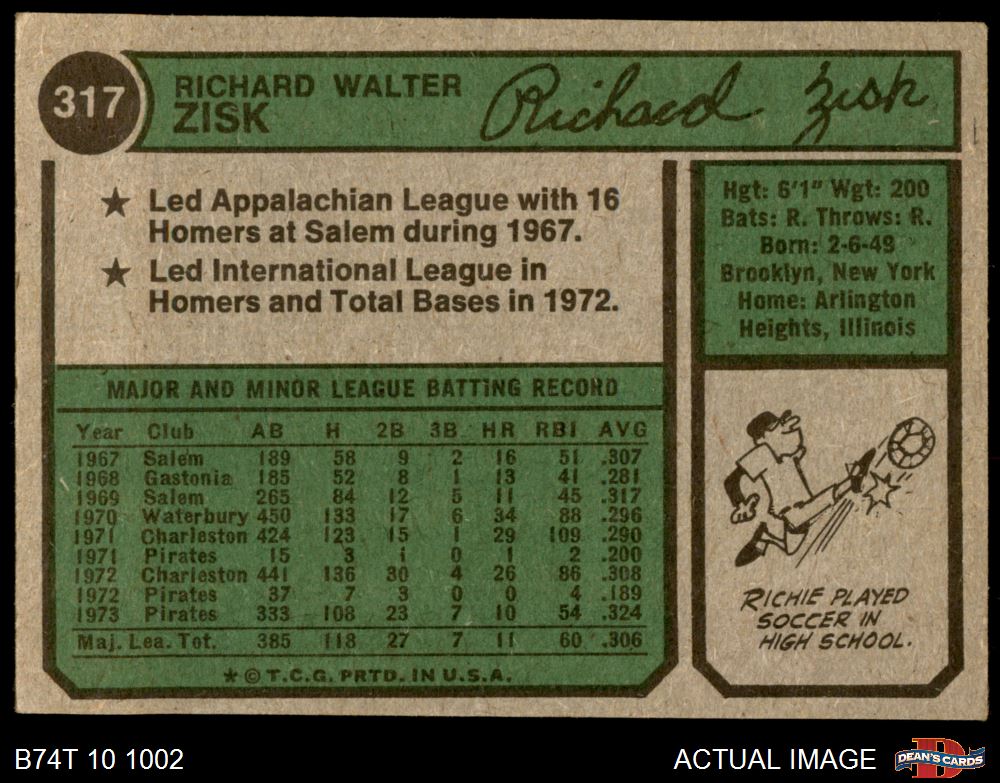 317
RICHARD WALTER
ZISK
Richard Zisk
★ Led Appalachian League with 16
Homers at Salem during 1967.
★ Led International League in
Homers and Total Bases in 1972.
Hgt: 6'1" Wgt: 200
Bats: R. Throws: R.
Born: 2-6-49
Brooklyn, New York
Home: Arlington
Heights, Illinois
MAJOR AND MINOR LEAGUE BATTING RECORD
Year Club AB H 2B 3B HR RBI AVG
1967 Salem 189 58 9 2 16 51 .307
1968 Gastonia 185 52 8 1 13 41 .281
1969 Salem 265 84 12 5 11 45 .317
1970 Waterbury 450 133 17 6 34 88 .296
1971 Charleston 424 123 15 1 29 109 .290
1971 Pirates 15 3 1 0 1 2 .200
1972 Charleston 441 136 30 4 26 86 .308
1972 Pirates 37 7 3 0 0 4 .189
1973 Pirates 333 108 23 7 10 54 .324
Maj. Lea. Tot. 385 118 27 7 11 60 .306
★ © T.C.G. PRTD. IN U.S.A.
RICHIE PLAYED
SOCCER IN
HIGH SCHOOL.
B74T 10 1002
ACTUAL IMAGE
DEAN'S CARDS